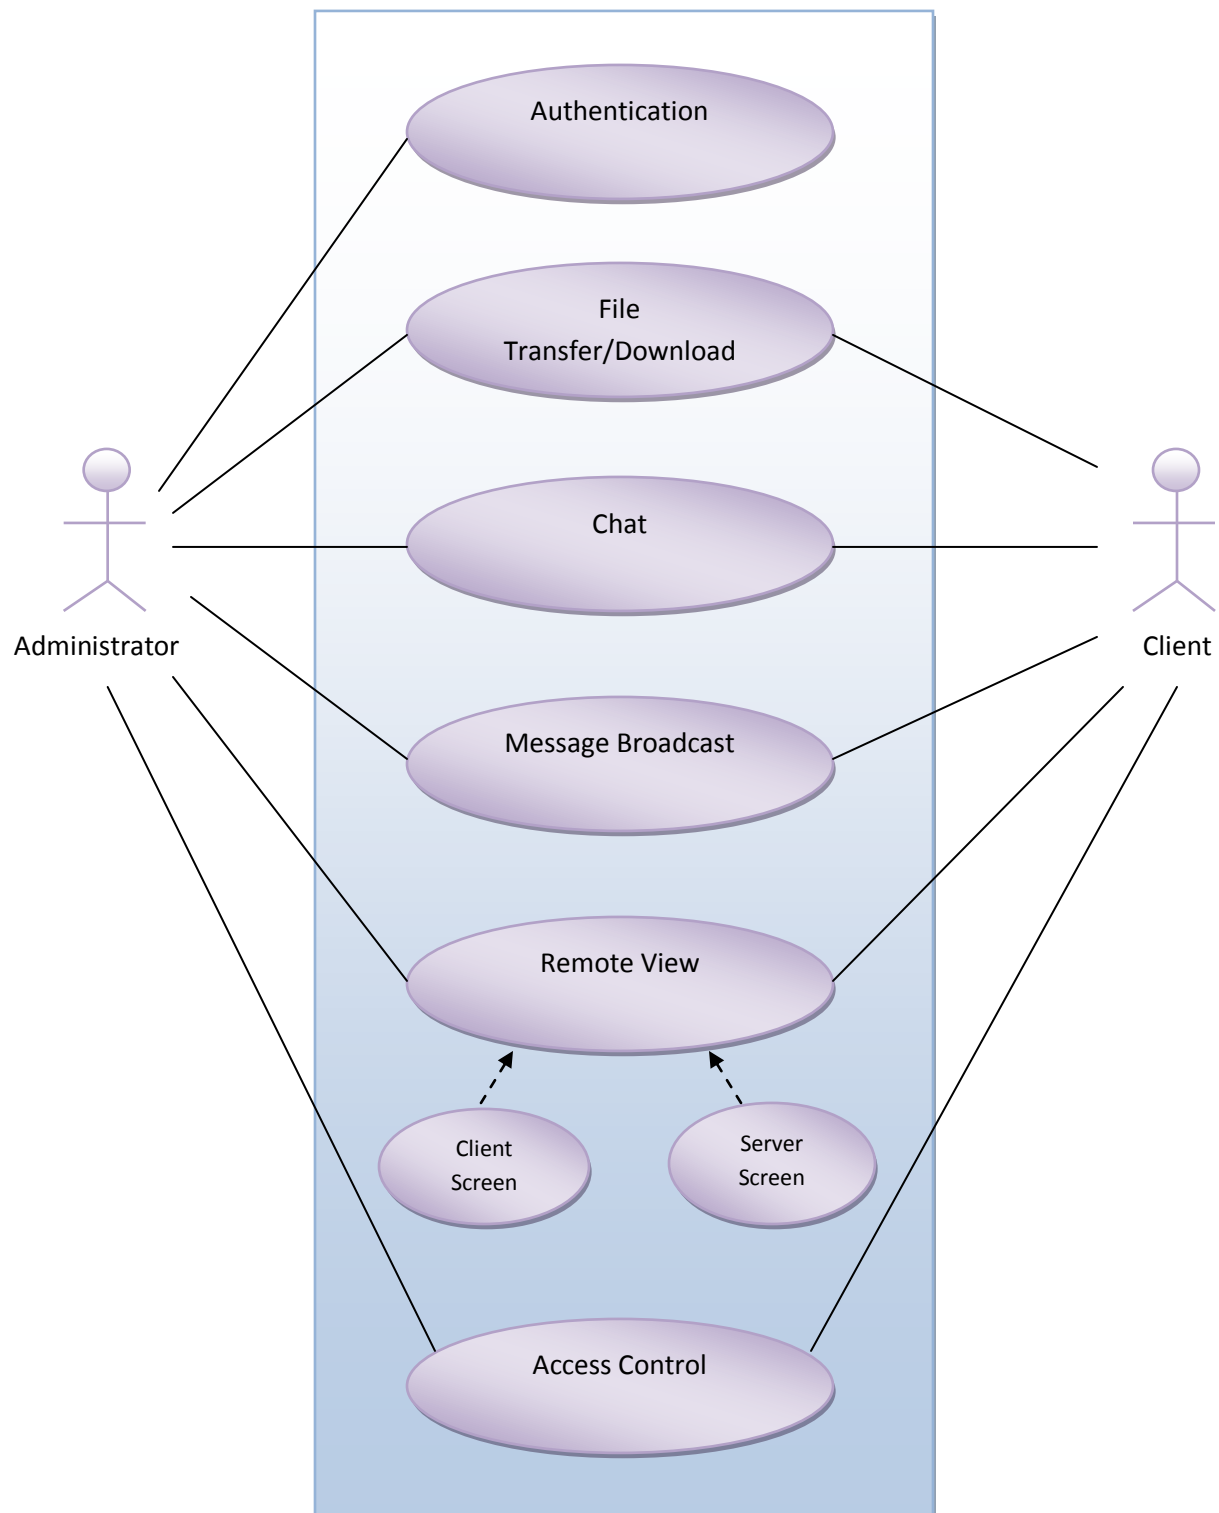 Authentication
File
Transfer/Download
Chat
Administrator
Client
Message Broadcast
Remote View
Client
Screen
Server
Screen
Access Control